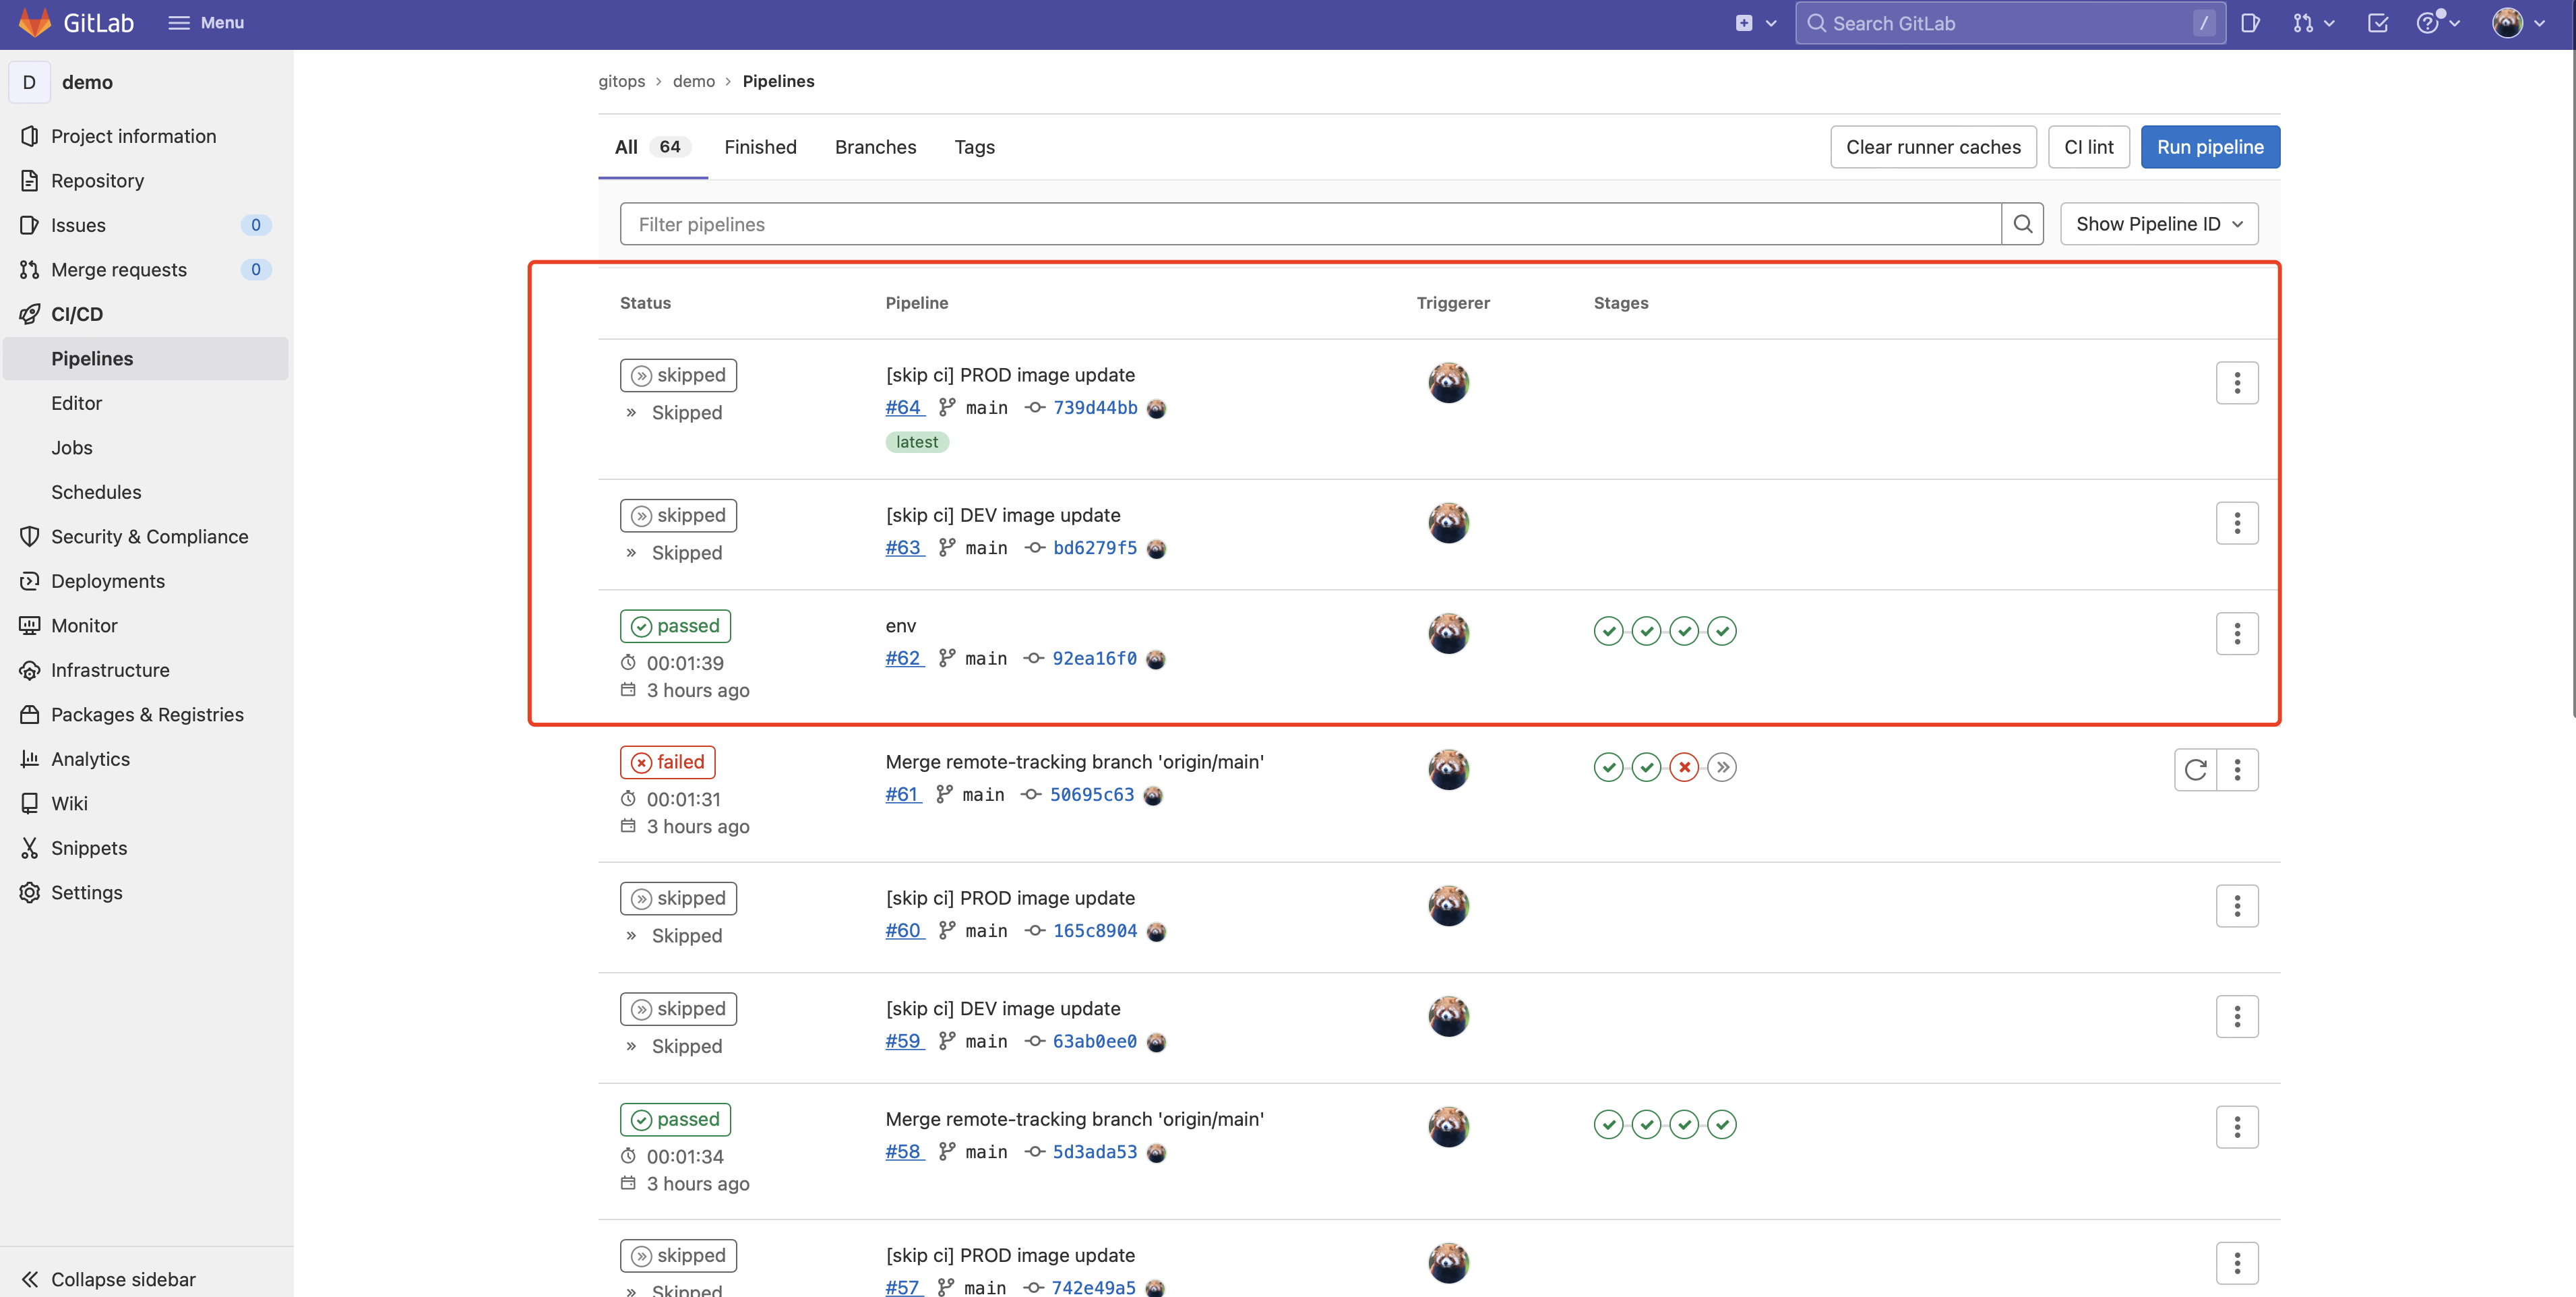 GitLab
Menu
Search GitLab
/
D
demo
Project information
Repository
Issues 0
Merge requests 0
CI/CD
Pipelines
Editor
Jobs
Schedules
Security & Compliance
Deployments
Monitor
Infrastructure
Packages & Registries
Analytics
Wiki
Snippets
Settings
Collapse sidebar
gitops > demo > Pipelines
All 64 Finished Branches Tags
Clear runner caches CI lint Run pipeline
Filter pipelines
Show Pipeline ID
Status Pipeline Triggerer Stages
skipped
Skipped
[skip ci] PROD image update
#64 main 739d44bb
latest
skipped
Skipped
[skip ci] DEV image update
#63 main bd6279f5
passed
00:01:39
3 hours ago
env
#62 main 92ea16f0
failed
00:01:31
3 hours ago
Merge remote-tracking branch 'origin/main'
#61 main 50695c63
skipped
Skipped
[skip ci] PROD image update
#60 main 165c8904
skipped
Skipped
[skip ci] DEV image update
#59 main 63ab0ee0
passed
00:01:34
3 hours ago
Merge remote-tracking branch 'origin/main'
#58 main 5d3ada53
skipped
Skipped
[skip ci] PROD image update
#57 main 742e49a5